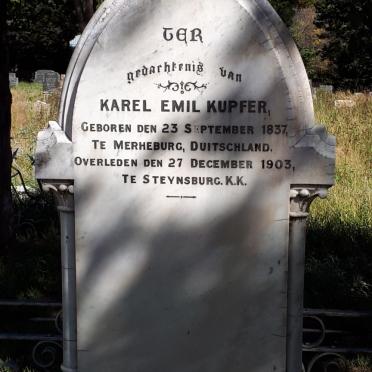 TER
gedachtenis van
KAREL EMIL KUPFER,
GEBOREN DEN 23 SEPTEMBER 1837,
TE MERHEBURG, DUITSCHLAND.
OVERLEDEN DEN 27 DECEMBER 1903,
TE STEYNSBURG. K.K.